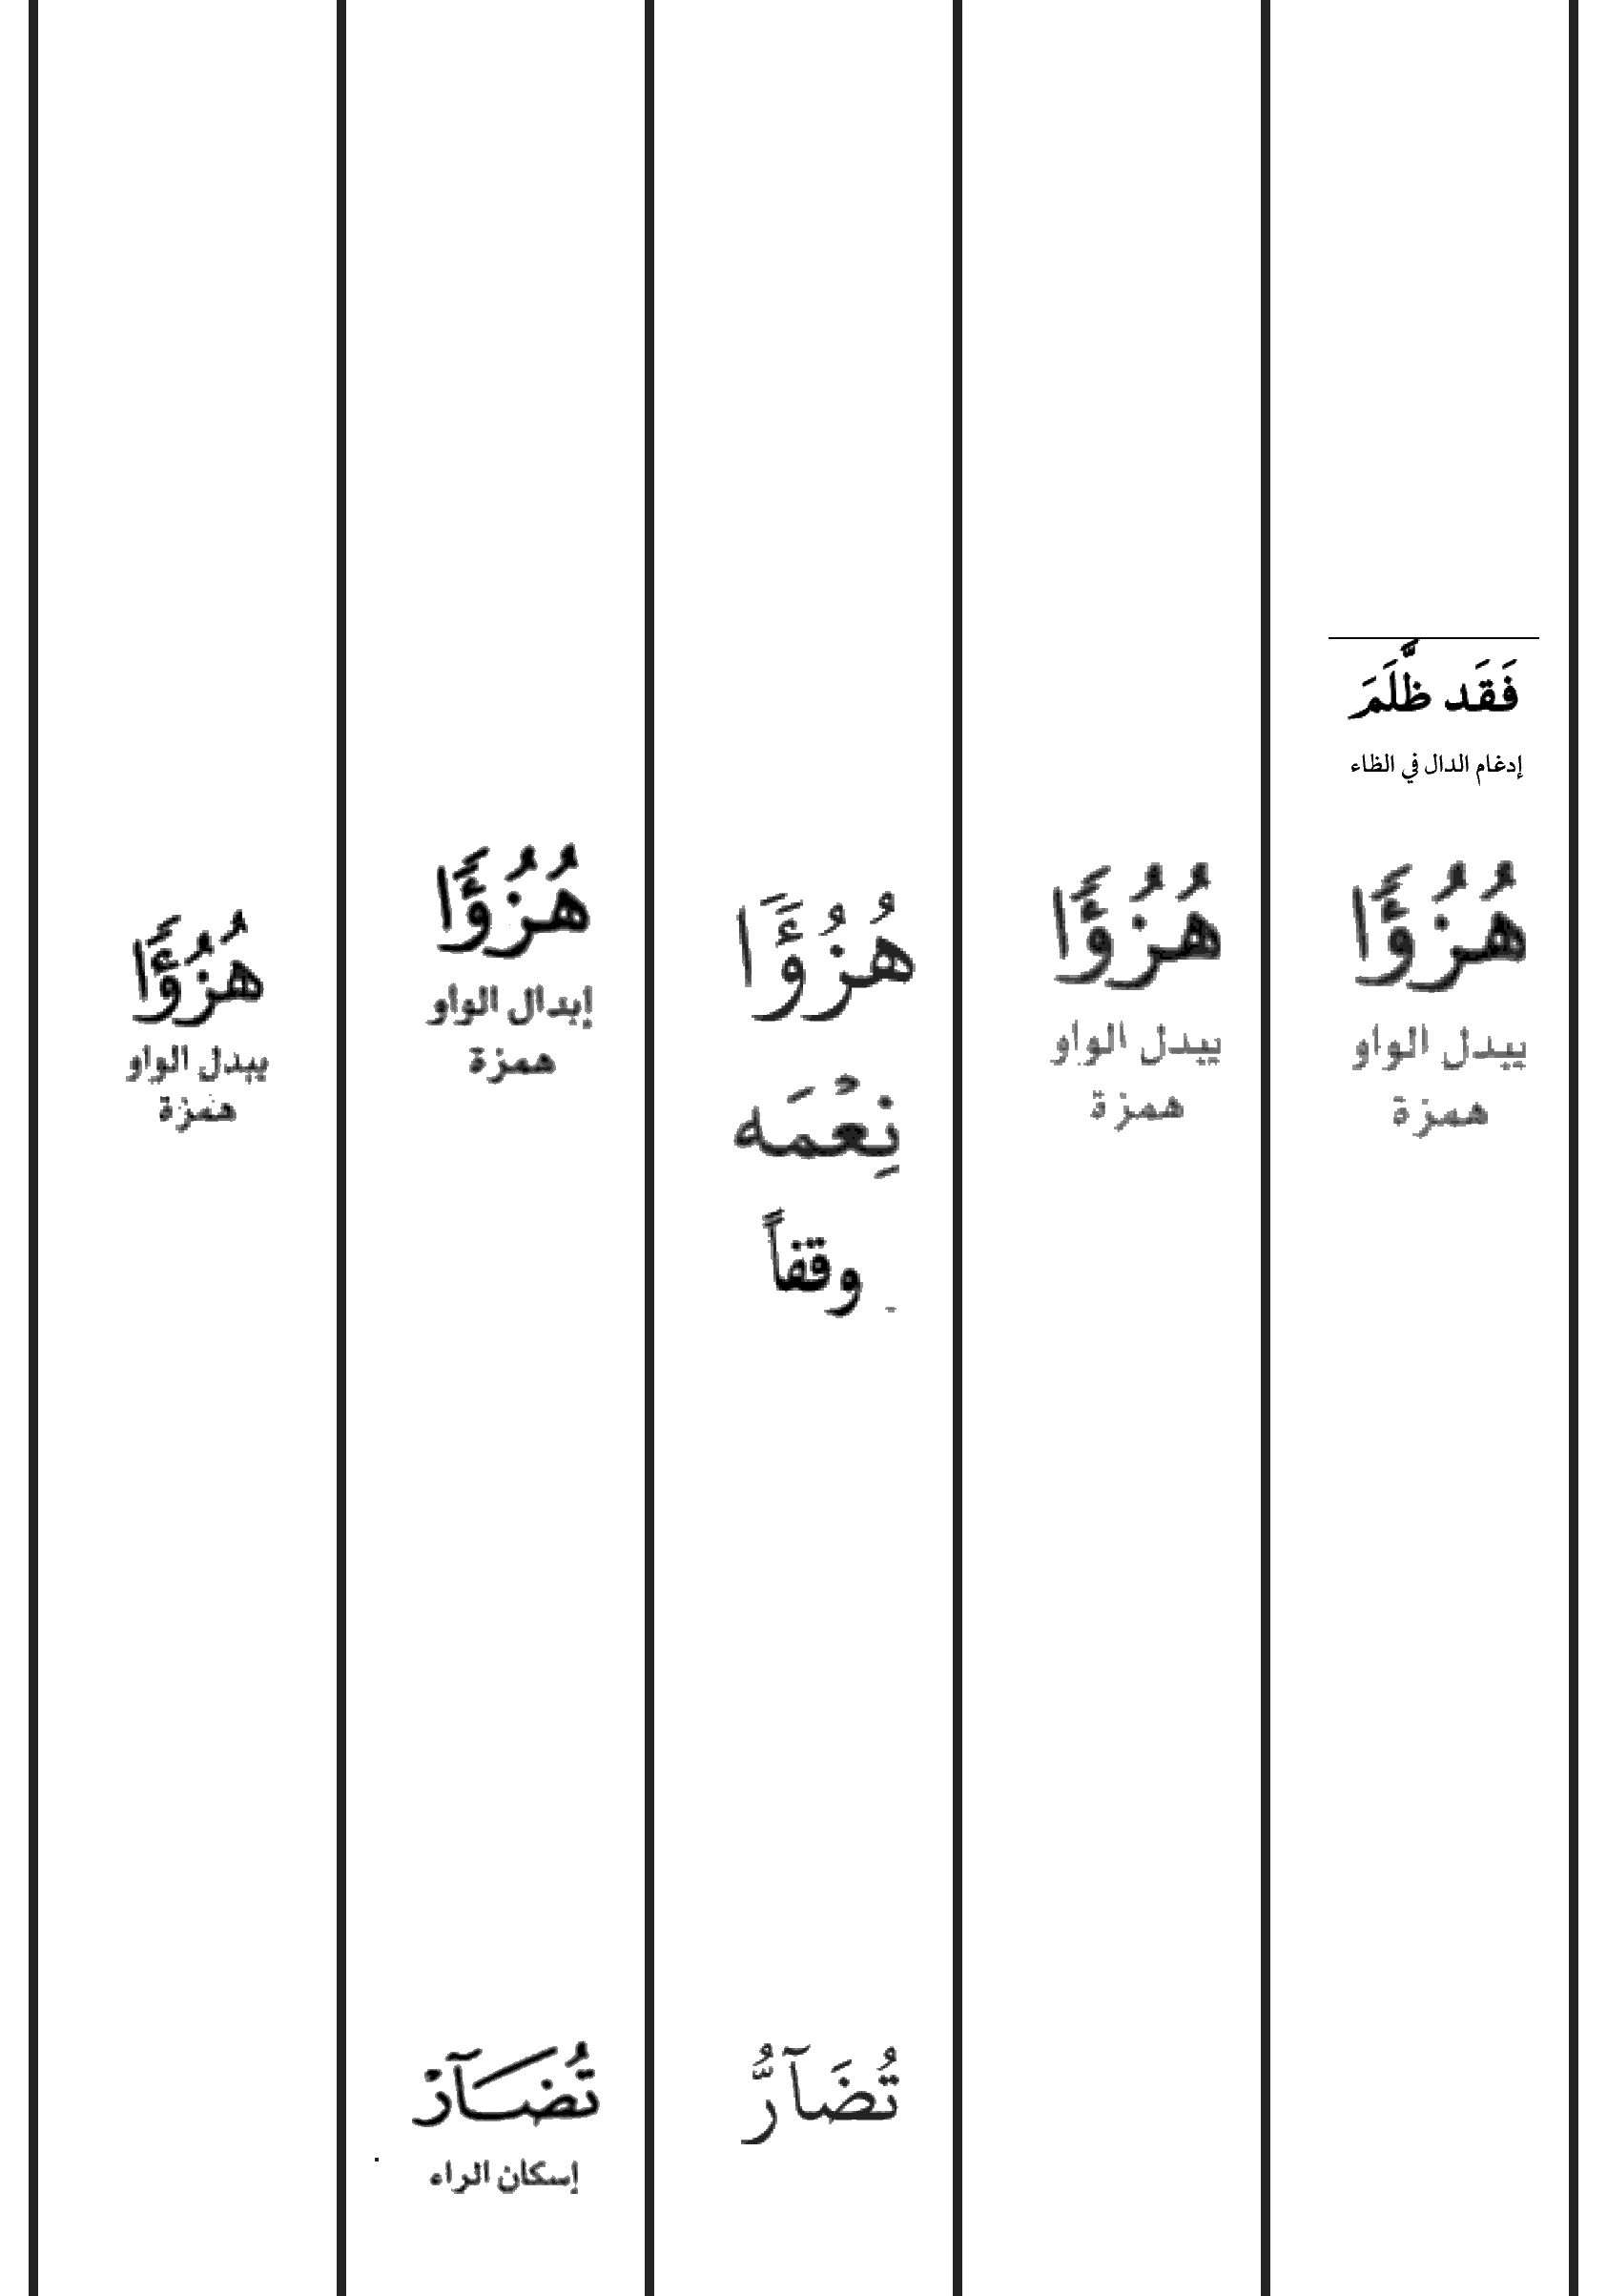 فَقَد ظَّلَمَ
إدغام الدال في الظاء
هُزُؤًا
يبدل الواو
همزة
هُزُؤًا
يبدل الواو
همزة
هُزُؤًا
نِعْمَه
وقفاً
تُضَآرُّ
هُزُؤًا
إبدال الواو
همزة
تُضَآرْ
إسكان الراء
هُزُؤًا
يبدل الواو
همزة